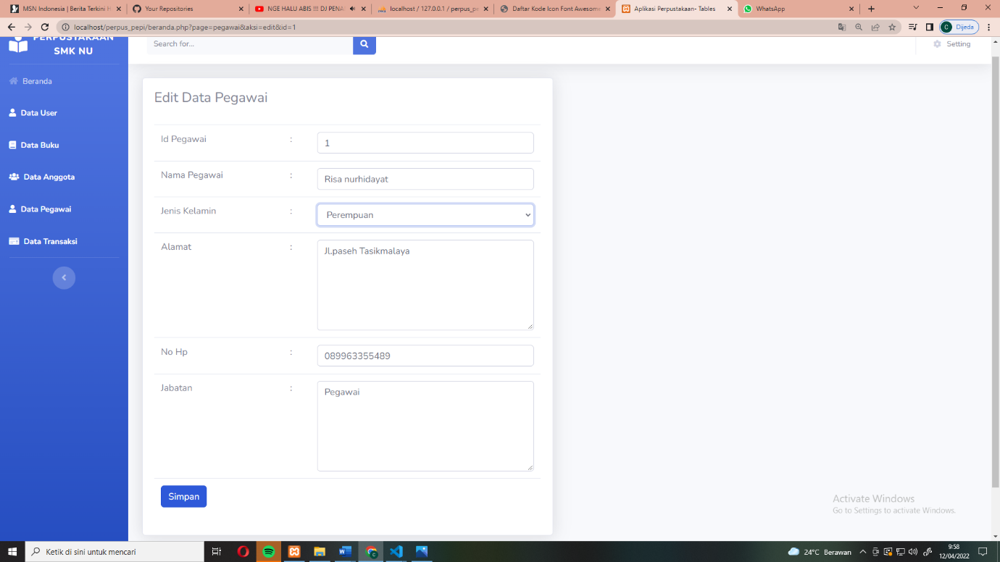 MSN Indonesia | Berita Terkini H
Your Repositories
NGE HALU ABIS !!! DJ PENA
localhost / 127.0.0.1 / perpus_pe
Daftar Kode Icon Font Awesome
Aplikasi Perpustakaan- Tables
WhatsApp
localhost/perpus_pepi/beranda.php?page=pegawai&aksi=edit&id=1
C Dijeda
PERPUSTAKAAN
SMK NU
Search for...
Setting
Beranda
Data User
Data Buku
Data Anggota
Data Pegawai
Data Transaksi
Edit Data Pegawai
Id Pegawai : 1
Nama Pegawai : Risa nurhidayat
Jenis Kelamin : Perempuan
Alamat : Jl.paseh Tasikmalaya
No Hp : 089963355489
Jabatan : Pegawai
Simpan
Activate Windows
Go to Settings to activate Windows.
Ketik di sini untuk mencari
24°C Berawan
9:58
12/04/2022